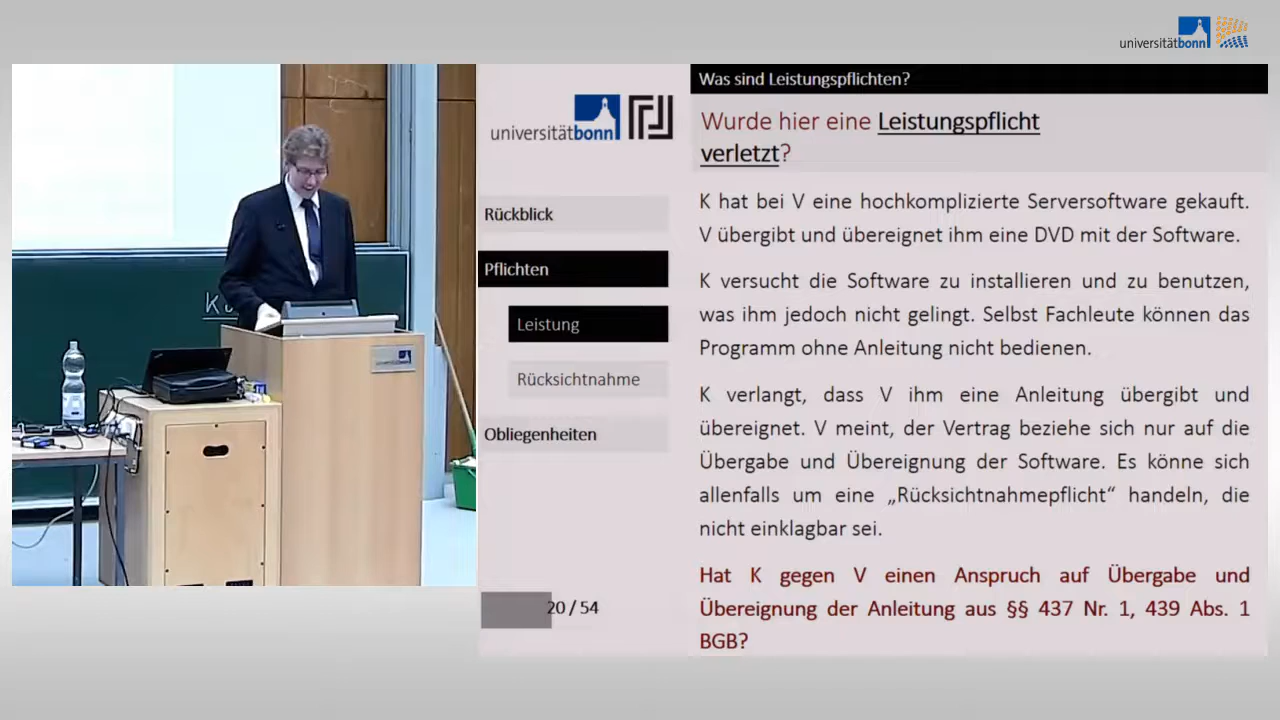 universitätbonn
universitätbonn
Rückblick
Pflichten
Leistung
Rücksichtnahme
Obliegenheiten
20 / 54
Was sind Leistungspflichten?
Wurde hier eine Leistungspflicht
verletzt?
K hat bei V eine hochkomplizierte Serversoftware gekauft.
V übergibt und übereignet ihm eine DVD mit der Software.
K versucht die Software zu installieren und zu benutzen,
was ihm jedoch nicht gelingt. Selbst Fachleute können das
Programm ohne Anleitung nicht bedienen.
K verlangt, dass V ihm eine Anleitung übergibt und
übereignet. V meint, der Vertrag beziehe sich nur auf die
Übergabe und Übereignung der Software. Es könne sich
allenfalls um eine „Rücksichtnahmepflicht“ handeln, die
nicht einklagbar sei.
Hat K gegen V einen Anspruch auf Übergabe und
Übereignung der Anleitung aus §§ 437 Nr. 1, 439 Abs. 1
BGB?